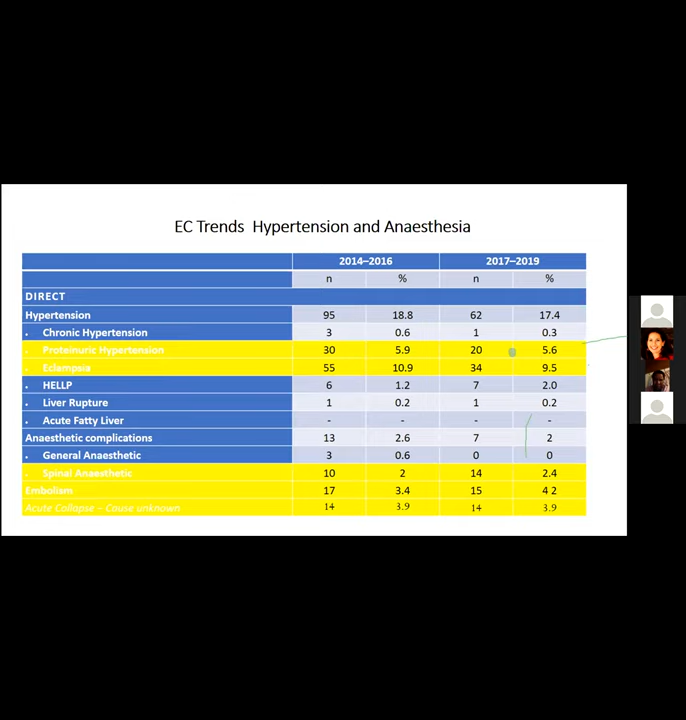 EC Trends Hypertension and Anaesthesia
2014–2016 2017–2019
n % n %
DIRECT
Hypertension 95 18.8 62 17.4
• Chronic Hypertension 3 0.6 1 0.3
• Proteinuric Hypertension 30 5.9 20 5.6
• Eclampsia 55 10.9 34 9.5
• HELLP 6 1.2 7 2.0
• Liver Rupture 1 0.2 1 0.2
• Acute Fatty Liver - - - -
Anaesthetic complications 13 2.6 7 2
• General Anaesthetic 3 0.6 0 0
• Spinal Anaesthetic 10 2 14 2.4
Embolism 17 3.4 15 4 2
Acute Collapse – Couse unknown 14 3.9 14 3.9